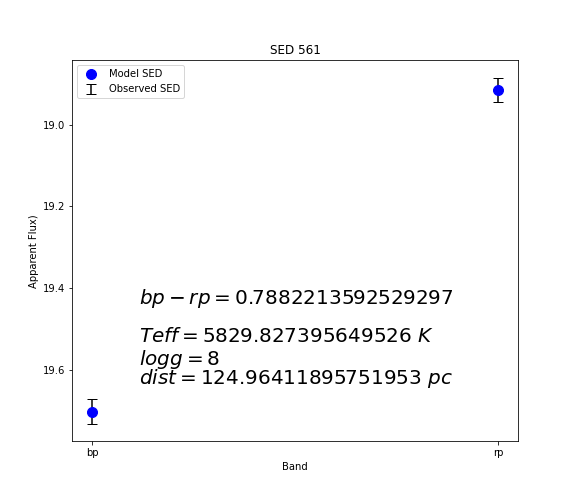 SED 561
Model SED
Observed SED
19.0
19.2
19.4
19.6
Apparent Flux)
bp − rp = 0.7882213592529297
Teff = 5829.827395649526 K
logg = 8
dist = 124.96411895751953 pc
bp
rp
Band